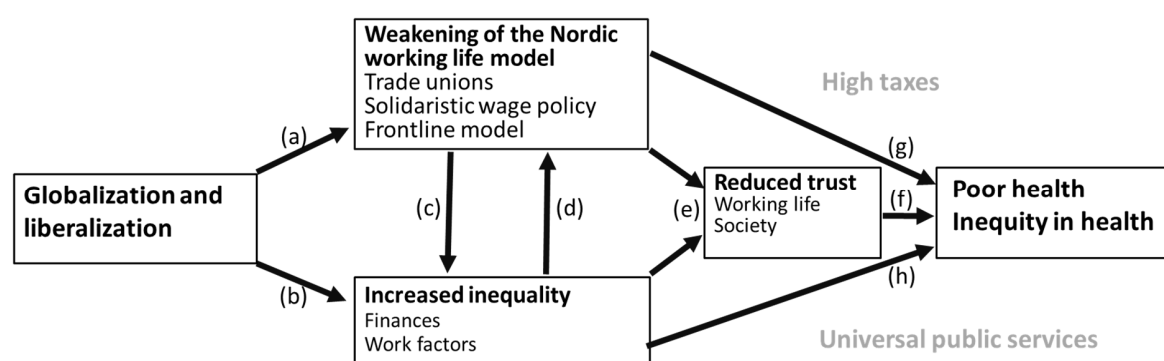 Weakening of the Nordic
working life model
Trade unions
Solidaristic wage policy
Frontline model
High taxes
(a)
(g)
Globalization and
liberalization
(c)
(d)
(e)
Reduced trust
Working life
Society
(f)
Poor health
Inequity in health
(b)
(h)
Increased inequality
Finances
Work factors
Universal public services